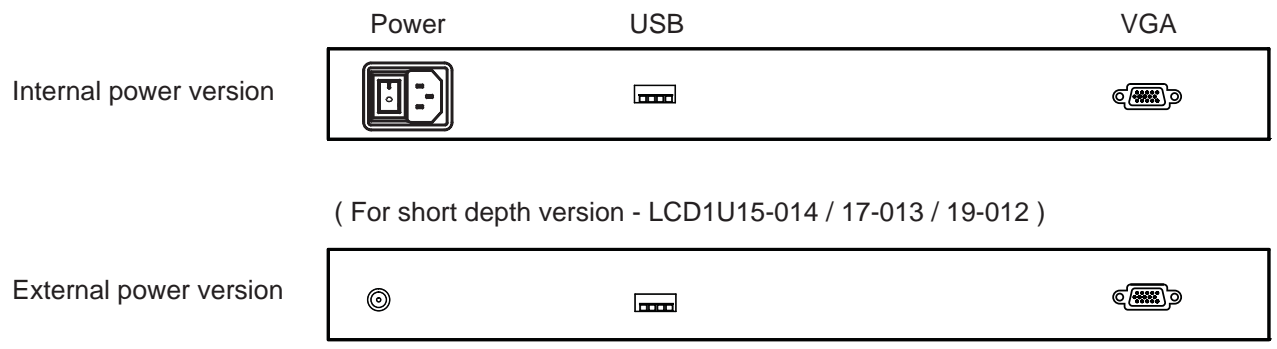 Power USB VGA
Internal power version
( For short depth version - LCD1U15-014 / 17-013 / 19-012 )
External power version